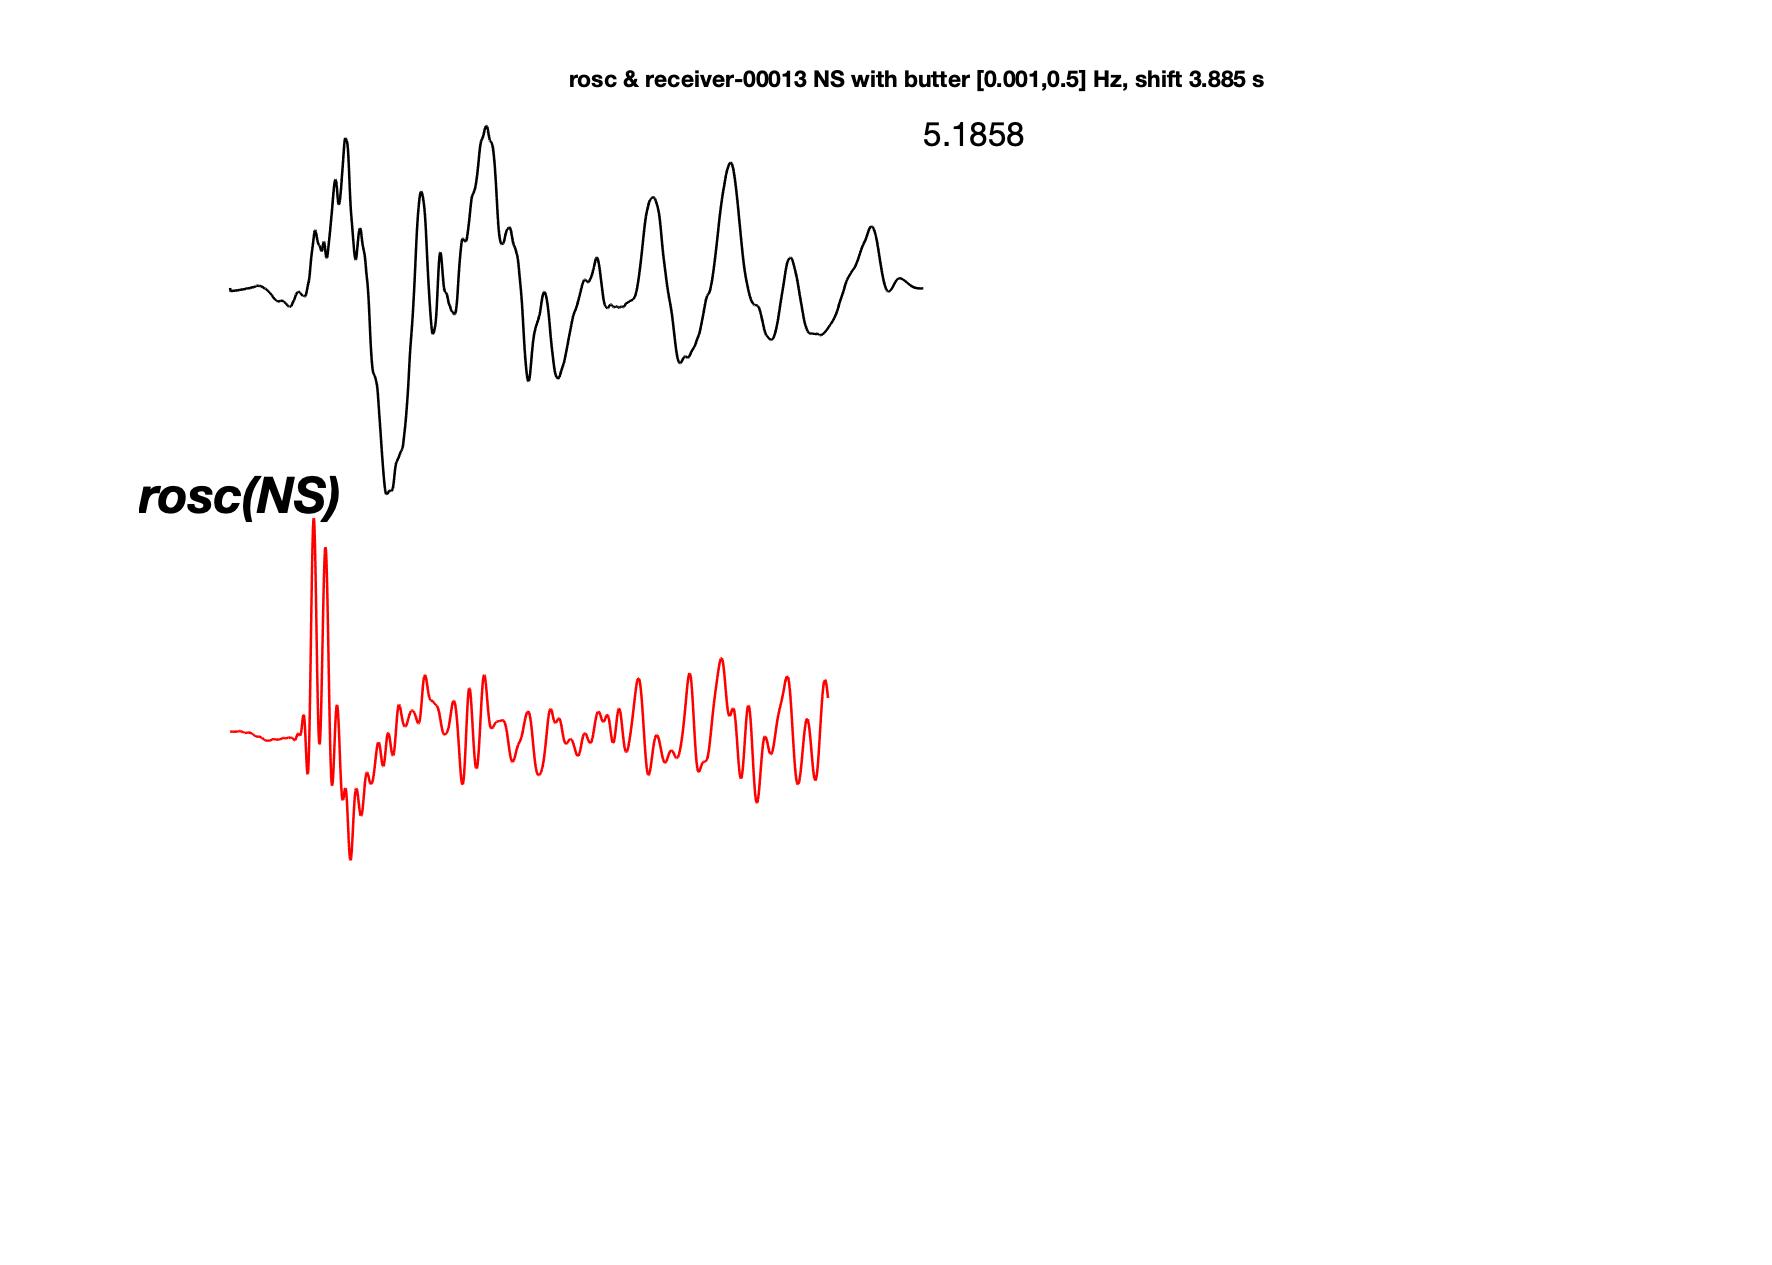 rosc & receiver-00013 NS with butter [0.001,0.5] Hz, shift 3.885 s
5.1858
rosc(NS)